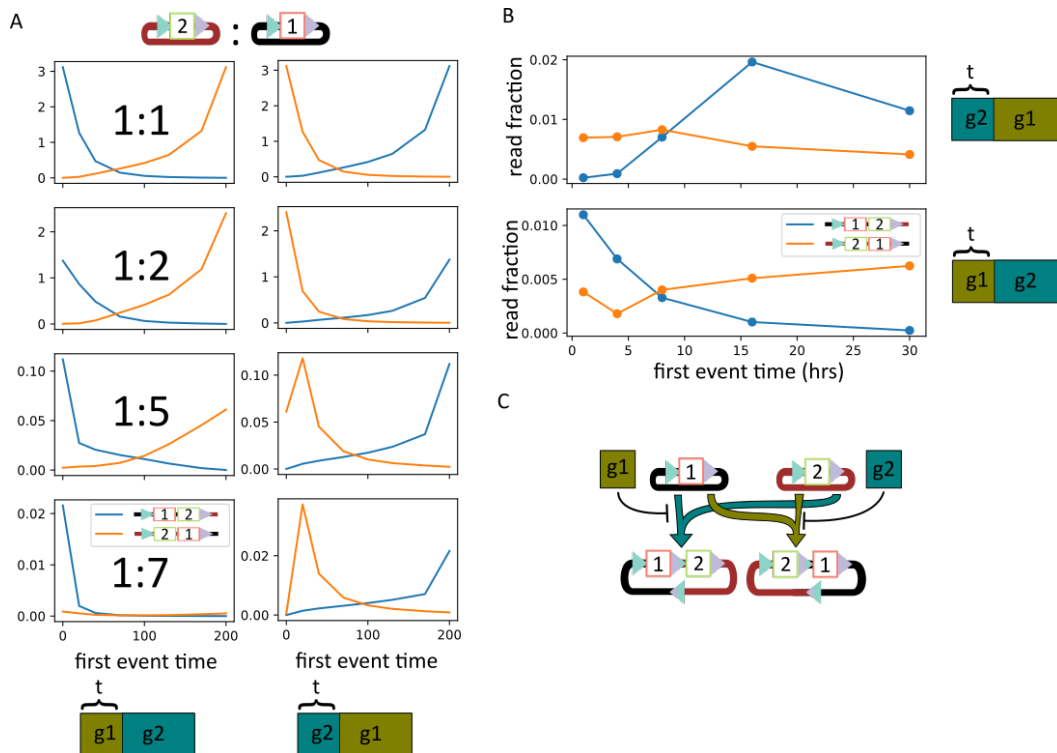 A
2 : 1
3
2
1
0
1:1
3
2
1
0
2
1
0
1:2
2
1
0
0.10
0.05
0.00
1:5
0.10
0.05
0.00
0.02
0.01
0.00
1 2
2 1
1:7
0.02
0.00
0 100 200
0 100 200
first event time
first event time
t
g1 g2
t
g2 g1
B
read fraction
0.02
0.01
0.00
t
g2 g1
read fraction
0.010
0.005
0.000
1 2
2 1
t
g1 g2
0 5 10 15 20 25 30
first event time (hrs)
C
g1 1 2 g2
1 2 2 1